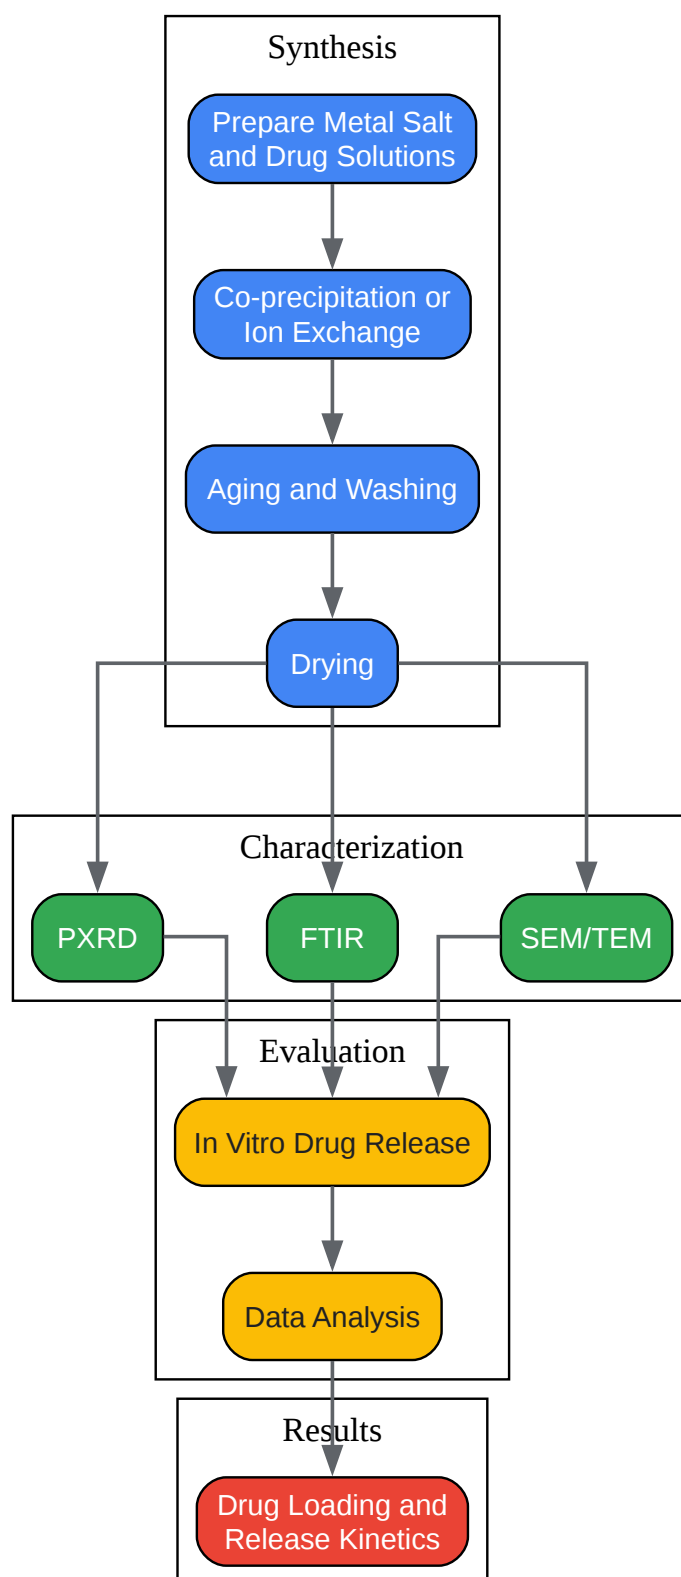 Synthesis
Prepare Metal Salt
and Drug Solutions
Co-precipitation or
Ion Exchange
Aging and Washing
Drying
Characterization
PXRD
FTIR
SEM/TEM
Evaluation
In Vitro Drug Release
Data Analysis
Results
Drug Loading and
Release Kinetics